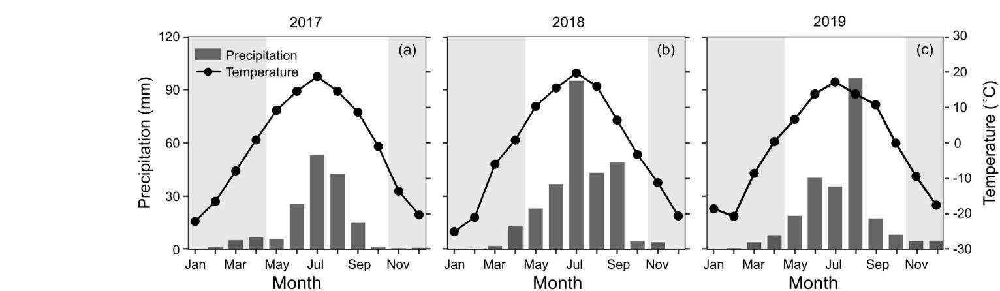 2017 2018 2019
120 30
(a) (b) (c)
Precipitation
Temperature
20
90
10
60 0
-10
30
-20
0 -30
Precipitation (mm)
Temperature (°C)
Jan Mar May Jul Sep Nov Jan Mar May Jul Sep Nov Jan Mar May Jul Sep Nov
Month Month Month